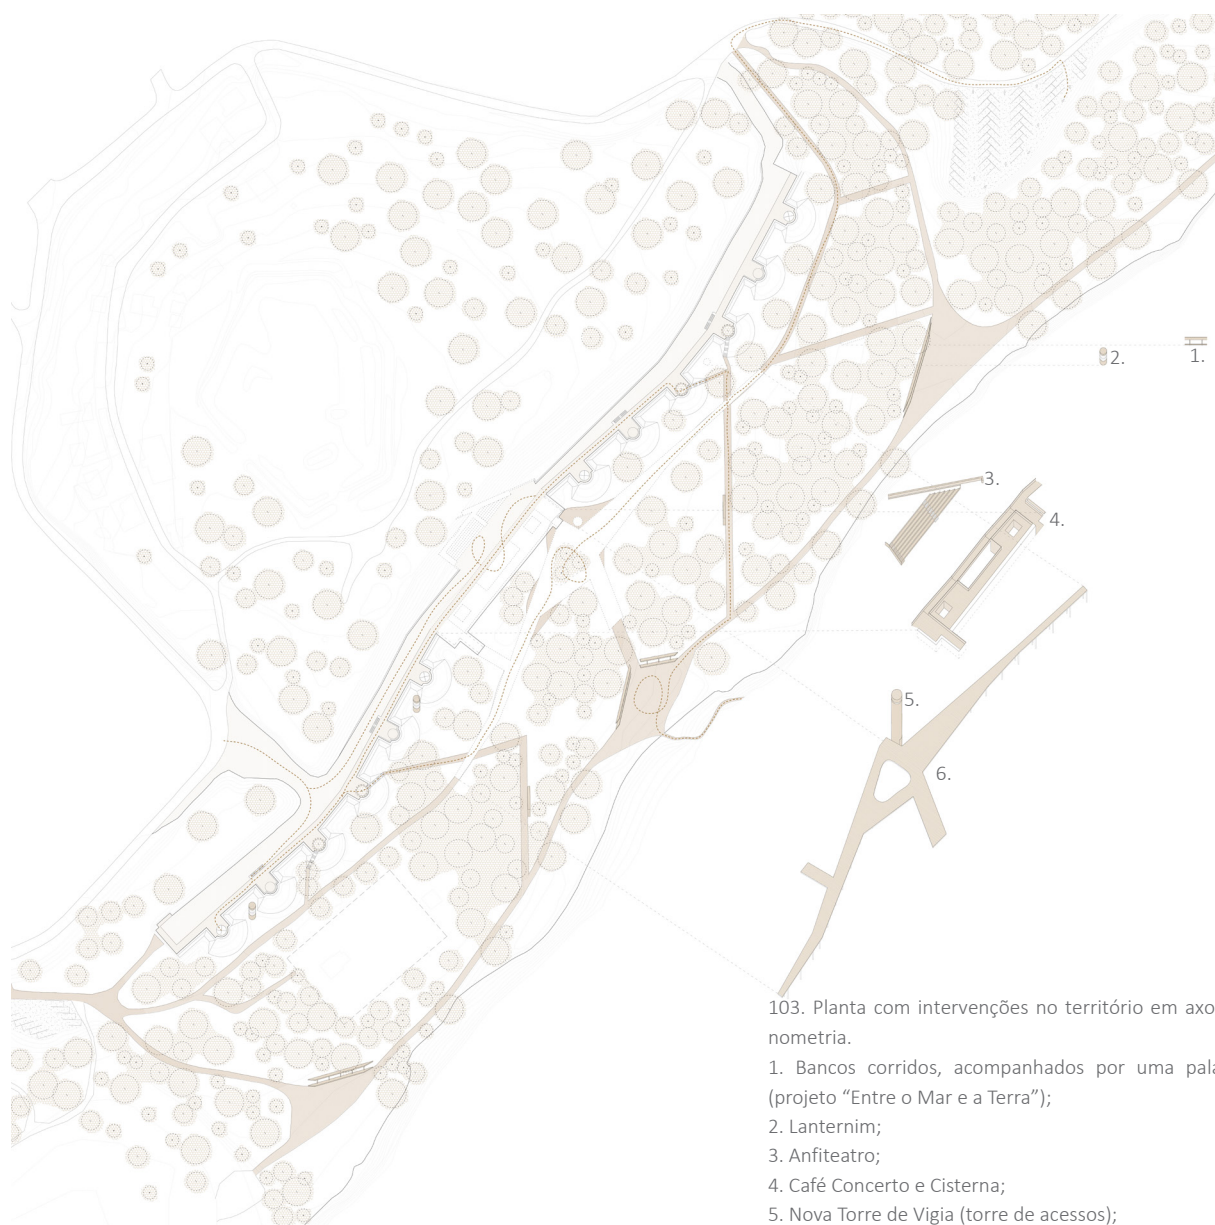 2.
1.
3.
4.
5.
6.
103. Planta com intervenções no território em axo
nometria.
1. Bancos corridos, acompanhados por uma pala
(projeto “Entre o Mar e a Terra”);
2. Lanternim;
3. Anfiteatro;
4. Café Concerto e Cisterna;
5. Nova Torre de Vigia (torre de acessos);